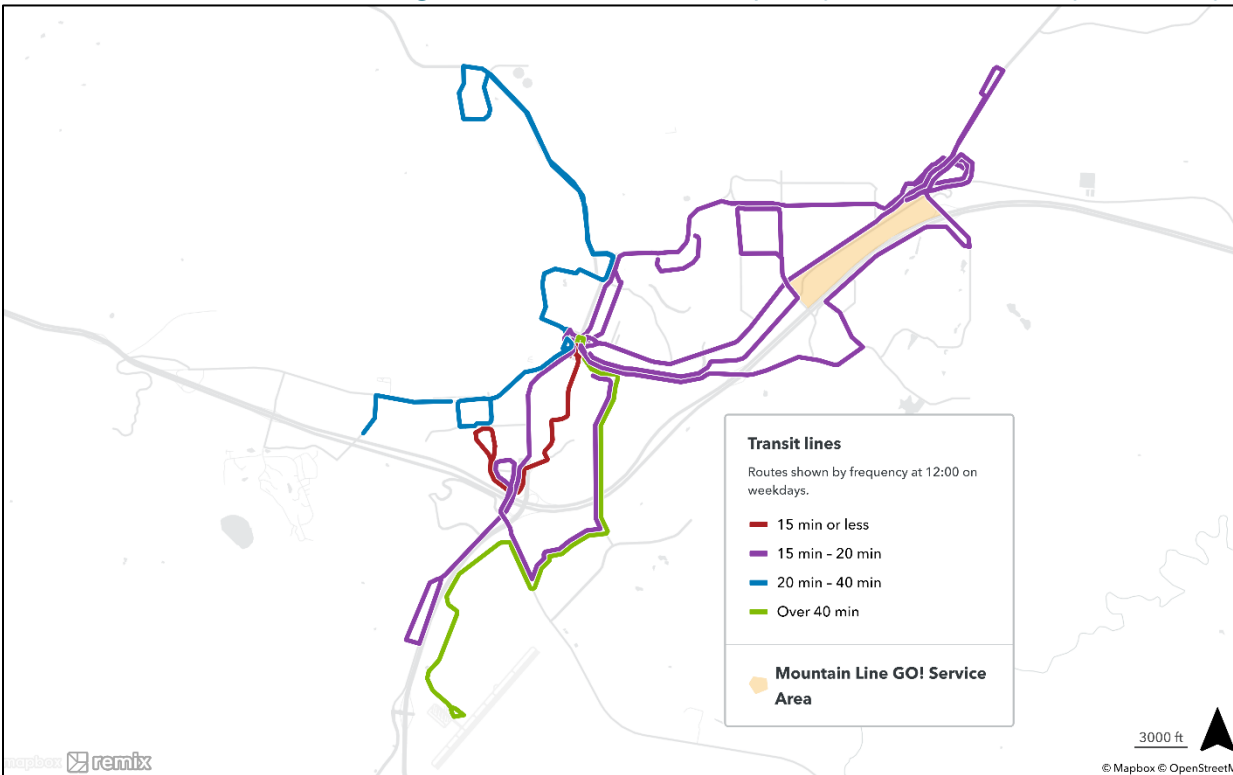 Transit lines
Routes shown by frequency at 12:00 on
weekdays.
15 min or less
15 min – 20 min
20 min – 40 min
Over 40 min
Mountain Line GO! Service
Area
3000 ft
mapbox remix
© Mapbox © OpenStreetM